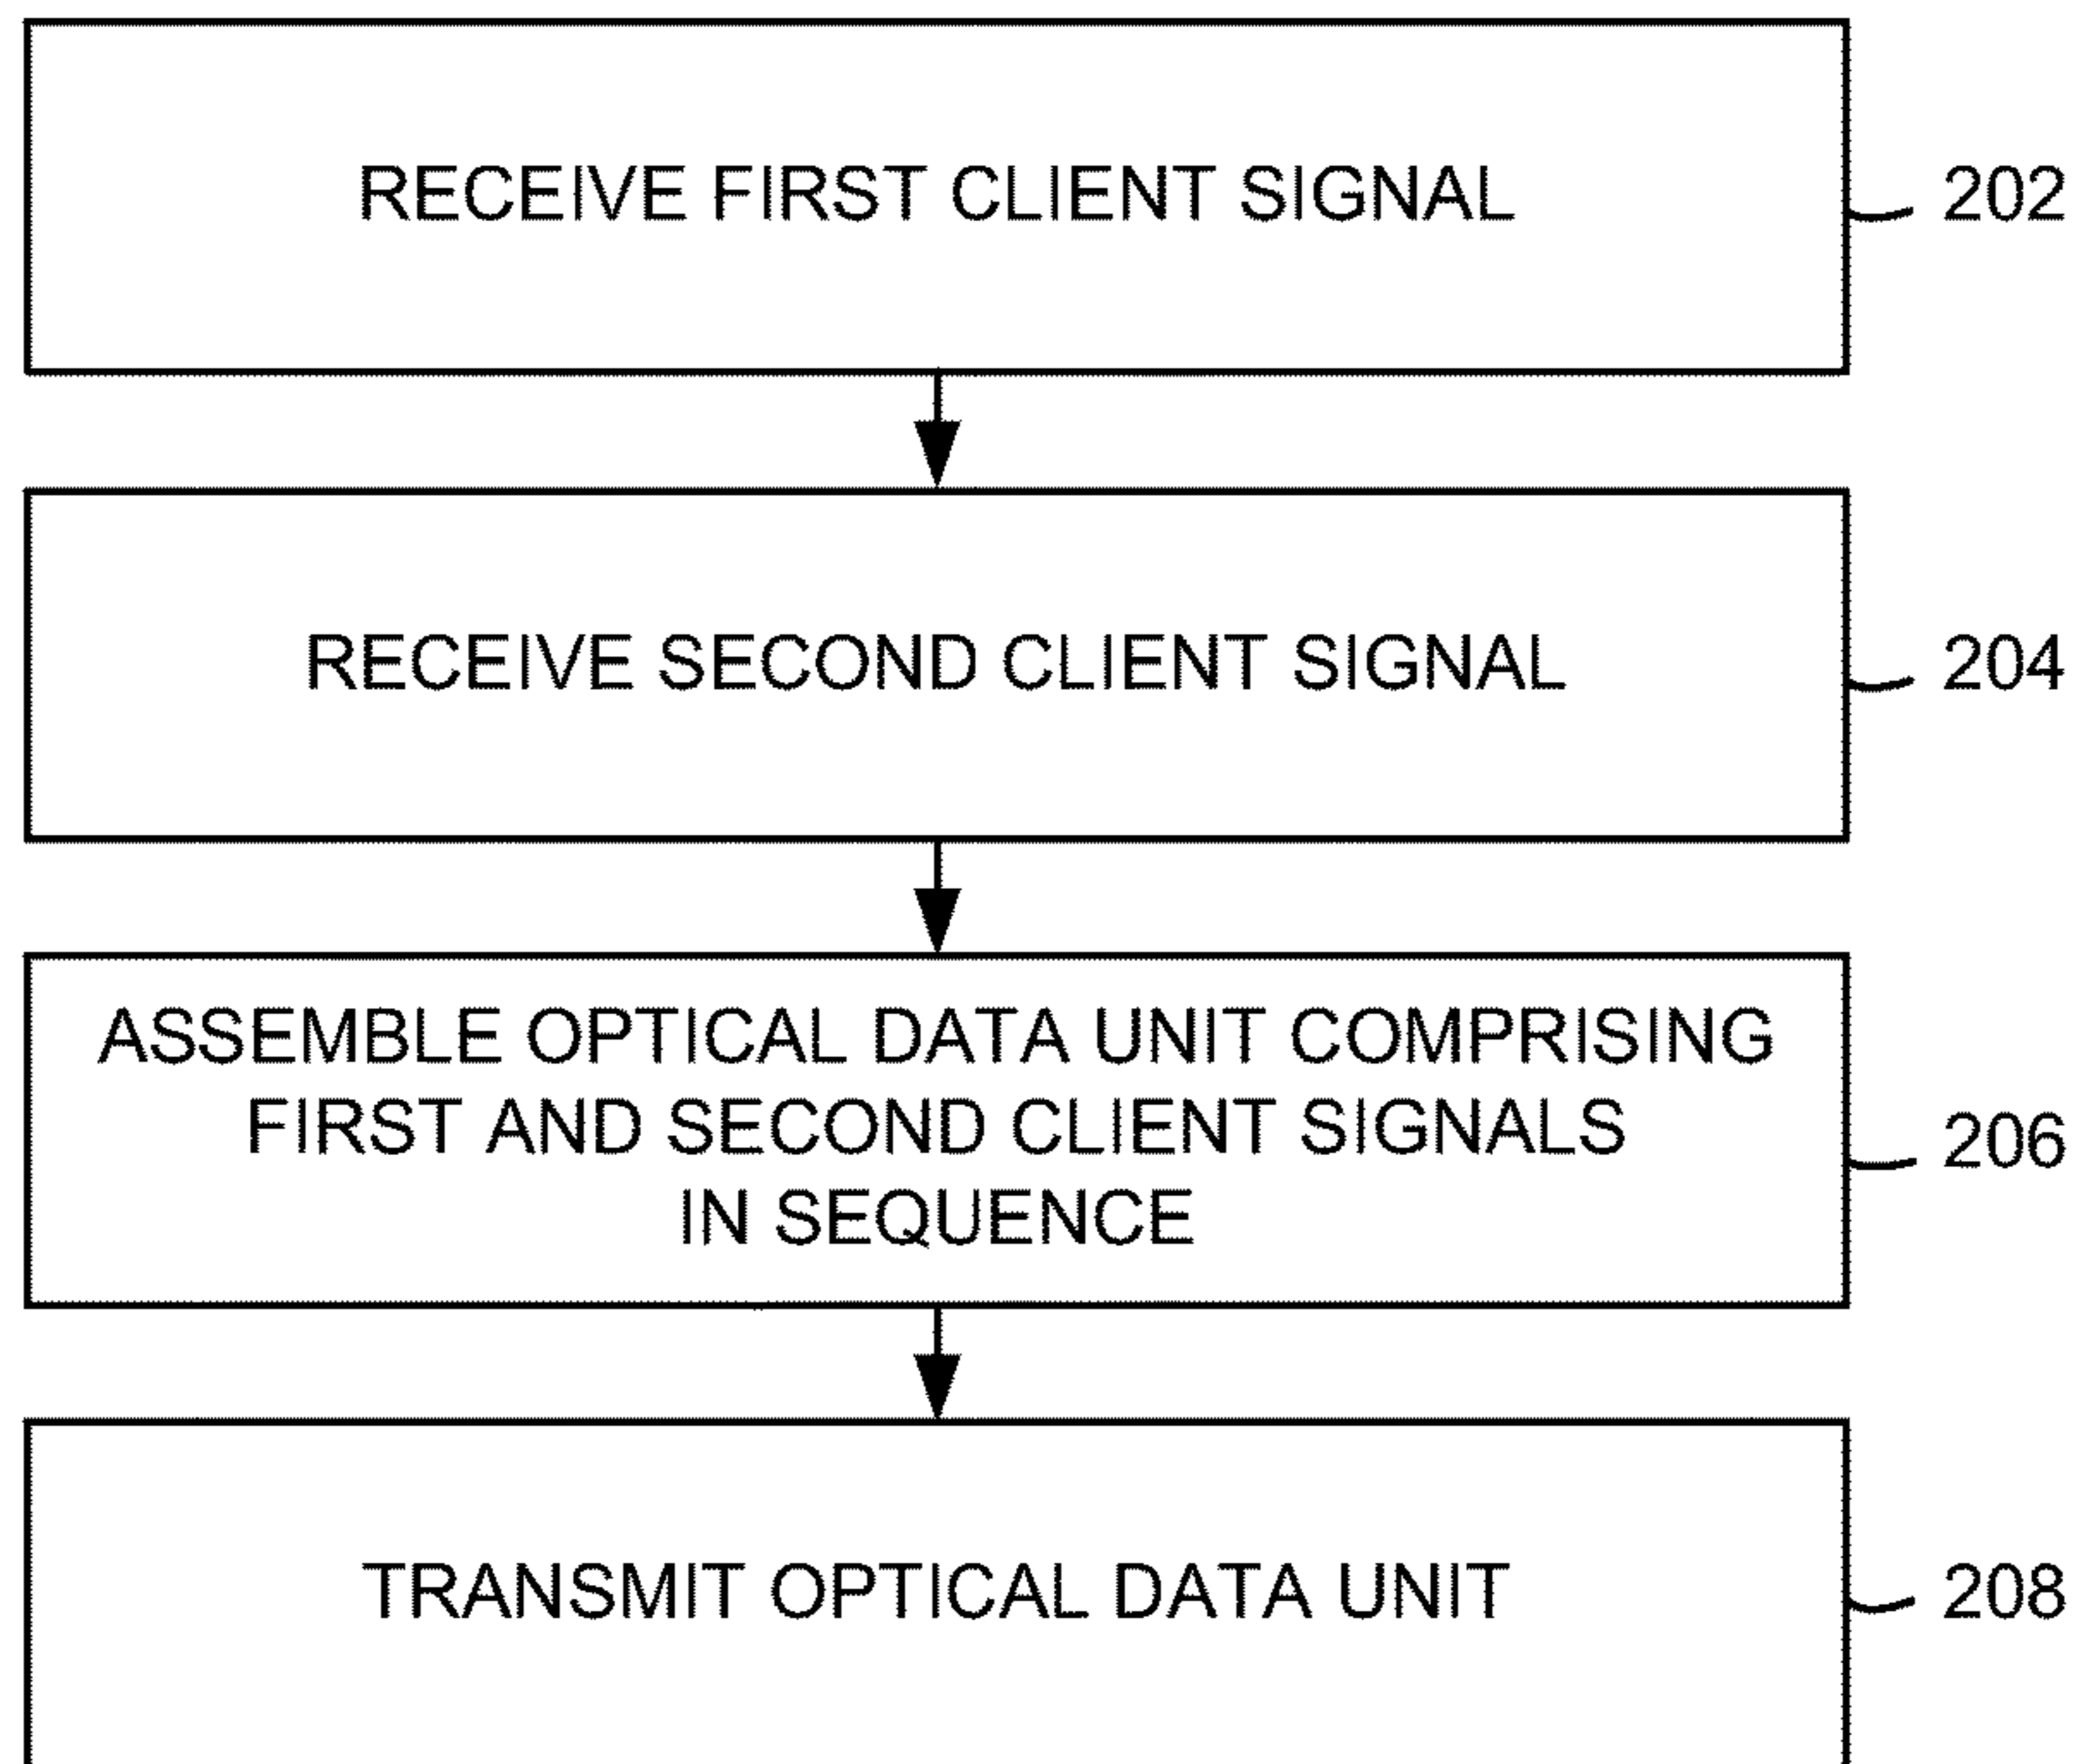 RECEIVE FIRST CLIENT SIGNAL
202
RECEIVE SECOND CLIENT SIGNAL
204
ASSEMBLE OPTICAL DATA UNIT COMPRISING
FIRST AND SECOND CLIENT SIGNALS
IN SEQUENCE
206
TRANSMIT OPTICAL DATA UNIT
208